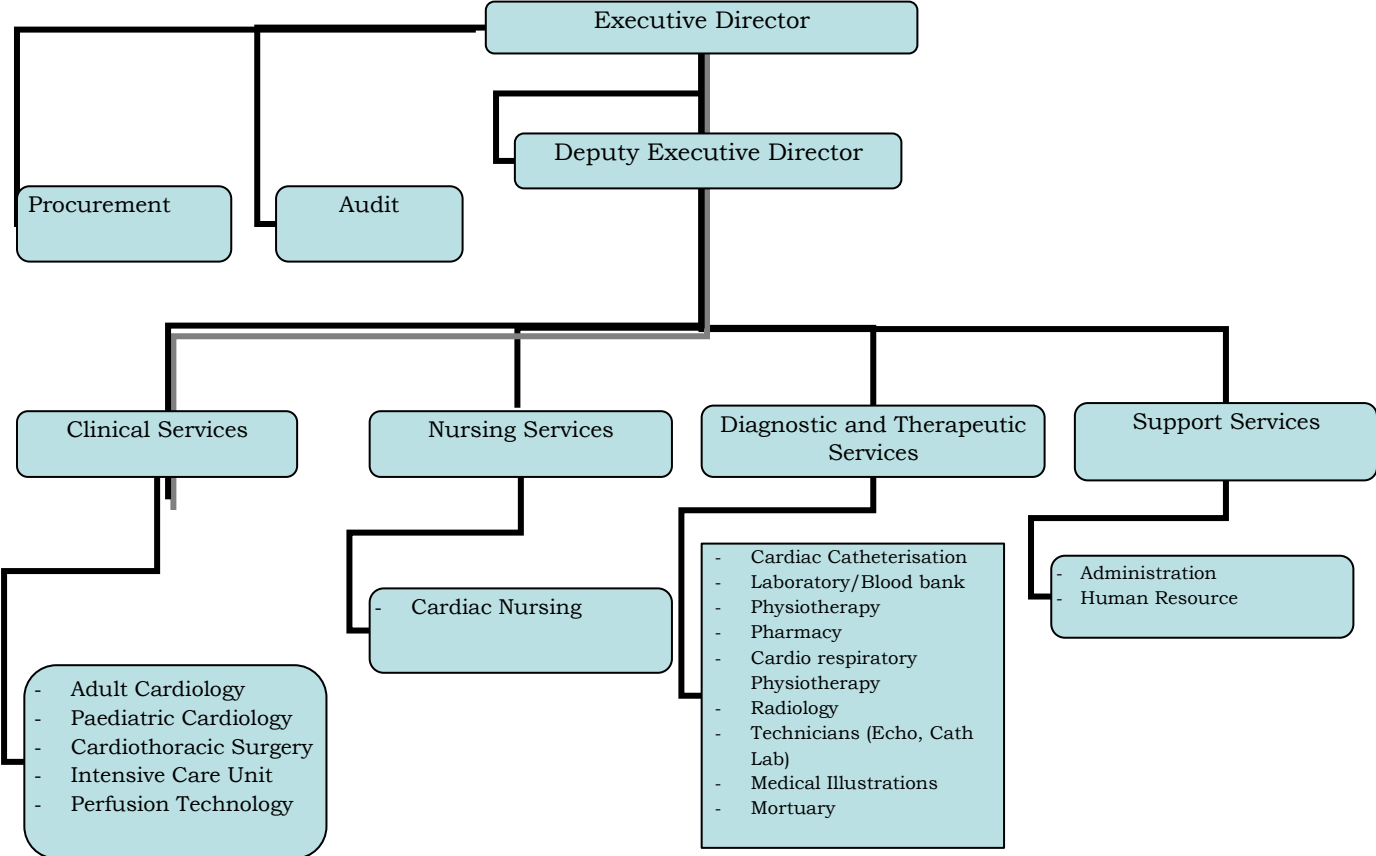 Executive Director
Deputy Executive Director
Procurement
Audit
Clinical Services
Nursing Services
Diagnostic and Therapeutic
Services
Support Services
- Adult Cardiology
- Paediatric Cardiology
- Cardiothoracic Surgery
- Intensive Care Unit
- Perfusion Technology
- Cardiac Nursing
- Cardiac Catheterisation
- Laboratory/Blood bank
- Physiotherapy
- Pharmacy
- Cardio respiratory
Physiotherapy
- Radiology
- Technicians (Echo, Cath
Lab)
- Medical Illustrations
- Mortuary
- Administration
- Human Resource